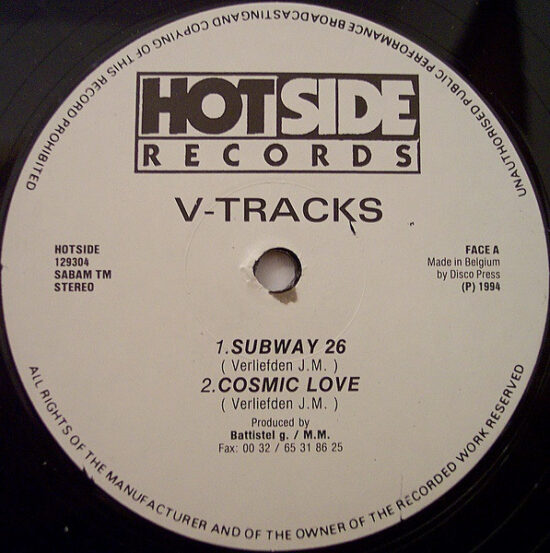 UNAUTHORISED PUBLIC PERFORMANCE BROADCASTINGAND COPYING OF THIS RECORD PROHIBITED
HOTSIDE
RECORDS
V-TRACKS
HOTSIDE
129304
SABAM TM
STEREO
FACE A
Made in Belgium
by Disco Press
(P) 1994
1.SUBWAY 26
( Verliefden J.M. )
2.COSMIC LOVE
( Verliefden J.M. )
Produced by
Battistel g. / M.M.
Fax: 00 32 / 65 31 86 25
ALL RIGHTS OF THE MANUFACTURER AND OF THE OWNER OF THE RECORDED WORK RESERVED